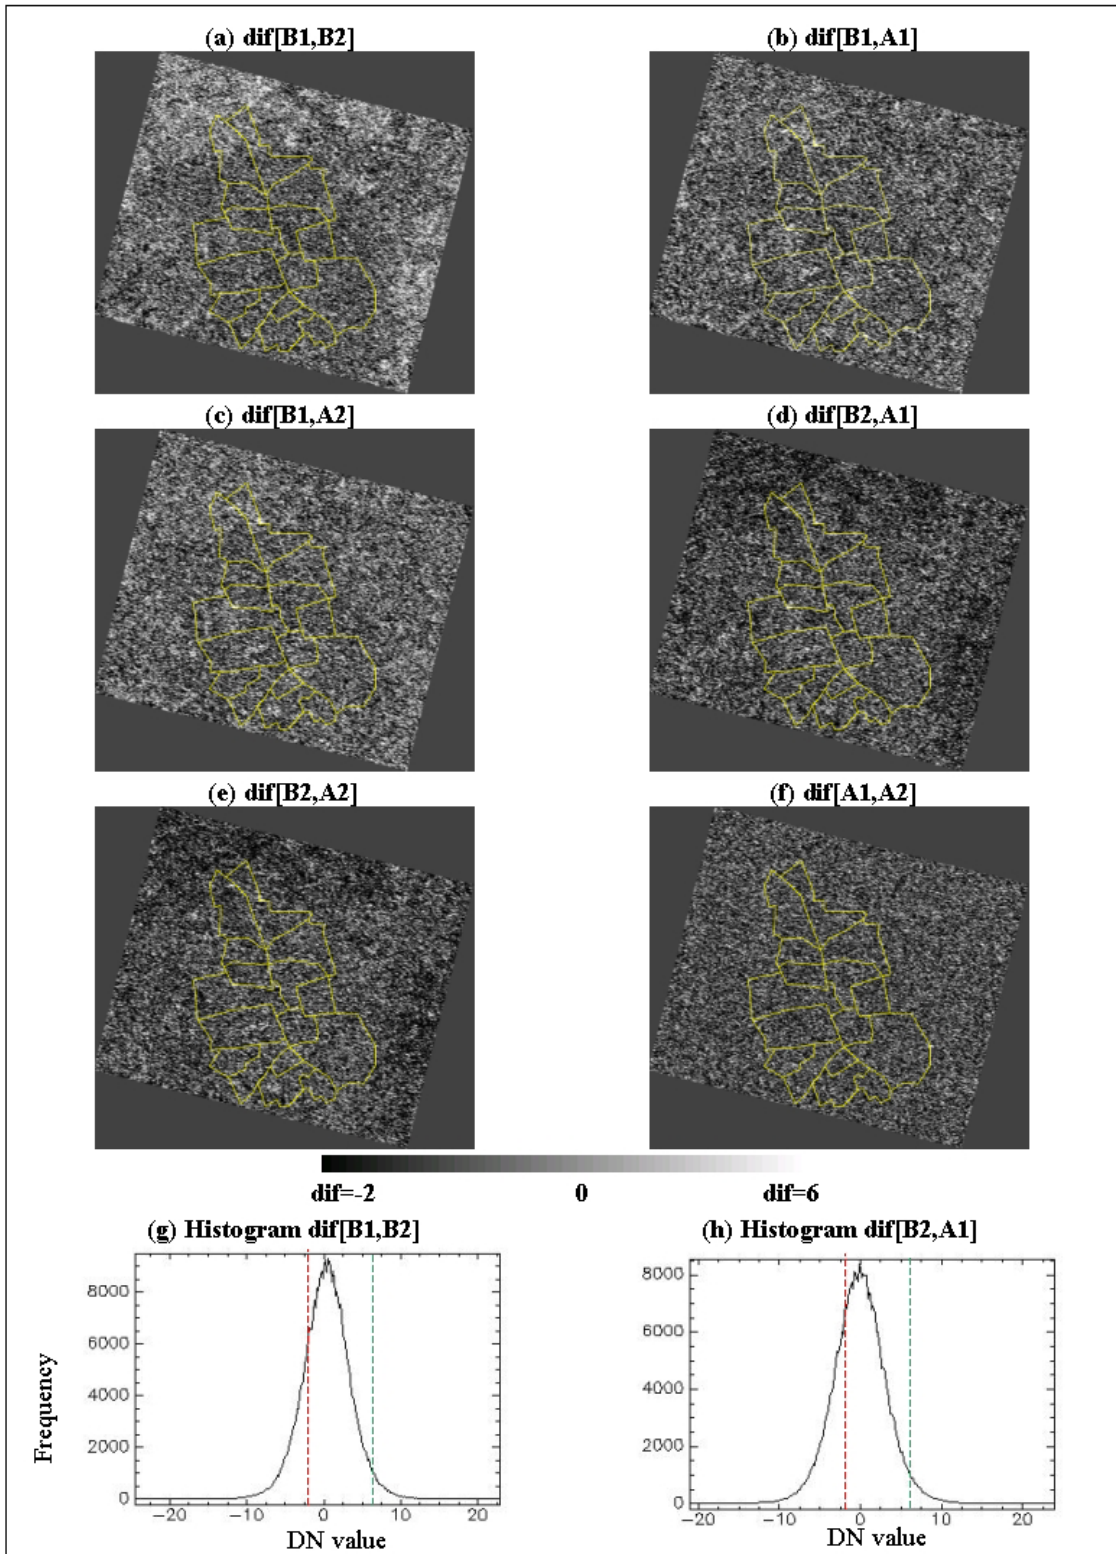 (a) dif[B1,B2]
(b) dif[B1,A1]
(c) dif[B1,A2]
(d) dif[B2,A1]
(e) dif[B2,A2]
(f) dif[A1,A2]
dif=-2 0 dif=6
(g) Histogram dif[B1,B2]
(h) Histogram dif[B2,A1]
Frequency
8000
6000
4000
2000
0
-20 -10 0 10 20
DN value
8000
6000
4000
2000
0
-20 -10 0 10 20
DN value